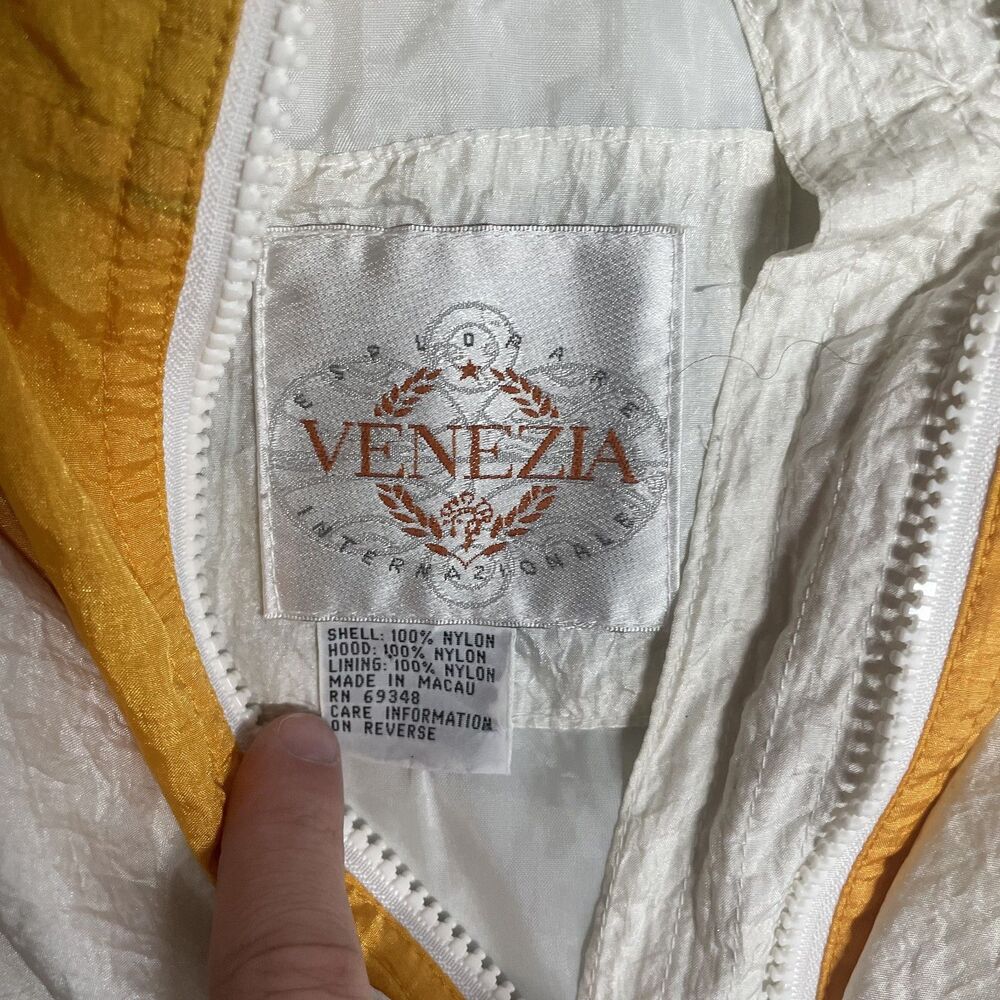 ESPLORARE
VENEZIA
INTERNAZIONALE
SHELL: 100% NYLON
HOOD: 100% NYLON
LINING: 100% NYLON
MADE IN MACAU
RN 69348
CARE INFORMATION
ON REVERSE